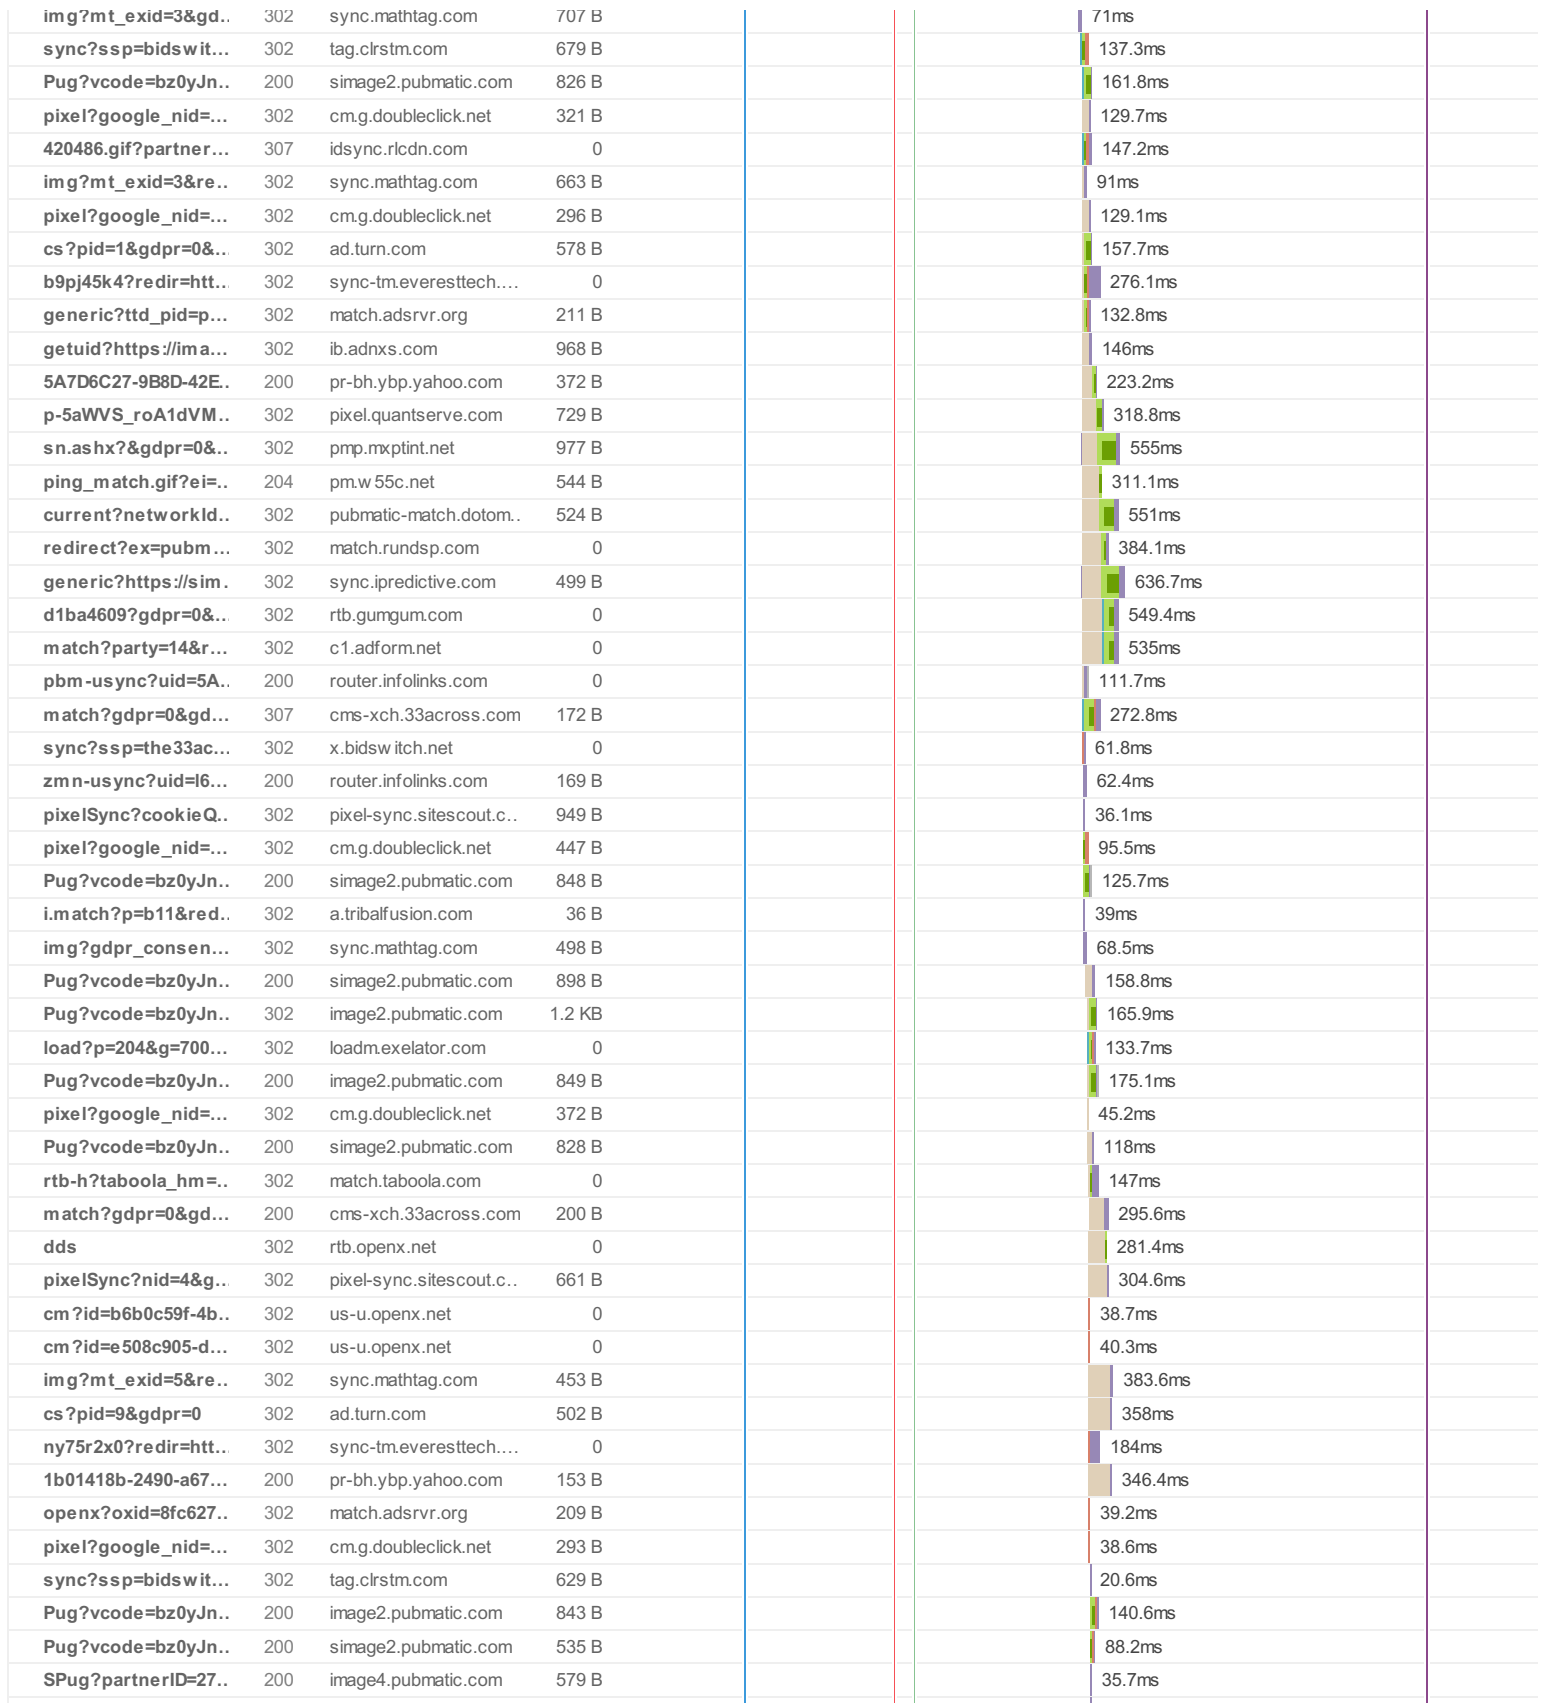 img?mt_exid=3&gd.. 302 sync.mathtag.com 707 B 71ms
sync?ssp=bidswit... 302 tag.clrstm.com 679 B 137.3ms
Pug?vcode=bz0yJn.. 200 simage2.pubmatic.com 826 B 161.8ms
pixel?google_nid=... 302 cm.g.doubleclick.net 321 B 129.7ms
420486.gif?partner... 307 idsync.rlcdn.com 0 147.2ms
img?mt_exid=3&re.. 302 sync.mathtag.com 663 B 91ms
pixel?google_nid=... 302 cm.g.doubleclick.net 296 B 129.1ms
cs?pid=1&gdpr=0&.. 302 ad.turn.com 578 B 157.7ms
b9pj45k4?redir=htt.. 302 sync-tm.everesttech.... 0 276.1ms
generic?ttd_pid=p... 302 match.adsrvr.org 211 B 132.8ms
getuid?https://ima... 302 ib.adnxs.com 968 B 146ms
5A7D6C27-9B8D-42E.. 200 pr-bh.ybp.yahoo.com 372 B 223.2ms
p-5aWVS_roA1dVM.. 302 pixel.quantserve.com 729 B 318.8ms
sn.ashx?&gdpr=0&.. 302 pmp.mxptint.net 977 B 555ms
ping_match.gif?ei=.. 204 pm.w55c.net 544 B 311.1ms
current?networkId.. 302 pubmatic-match.dotom.. 524 B 551ms
redirect?ex=pubm... 302 match.rundsp.com 0 384.1ms
generic?https://sim. 302 sync.ipredictive.com 499 B 636.7ms
d1ba4609?gdpr=0&.. 302 rtb.gumgum.com 0 549.4ms
match?party=14&r... 302 c1.adform.net 0 535ms
pbm-usync?uid=5A.. 200 router.infolinks.com 0 111.7ms
match?gdpr=0&gd... 307 cms-xch.33across.com 172 B 272.8ms
sync?ssp=the33ac... 302 x.bidswitch.net 0 61.8ms
zmn-usync?uid=l6... 200 router.infolinks.com 169 B 62.4ms
pixelSync?cookieQ.. 302 pixel-sync.sitescout.c.. 949 B 36.1ms
pixel?google_nid=... 302 cm.g.doubleclick.net 447 B 95.5ms
Pug?vcode=bz0yJn.. 200 simage2.pubmatic.com 848 B 125.7ms
i.match?p=b11&red.. 302 a.tribalfusion.com 36 B 39ms
img?gdpr_consen... 302 sync.mathtag.com 498 B 68.5ms
Pug?vcode=bz0yJn.. 200 simage2.pubmatic.com 898 B 158.8ms
Pug?vcode=bz0yJn.. 302 image2.pubmatic.com 1.2 KB 165.9ms
load?p=204&g=700... 302 loadm.exelator.com 0 133.7ms
Pug?vcode=bz0yJn.. 200 image2.pubmatic.com 849 B 175.1ms
pixel?google_nid=... 302 cm.g.doubleclick.net 372 B 45.2ms
Pug?vcode=bz0yJn.. 200 simage2.pubmatic.com 828 B 118ms
rtb-h?taboola_hm=.. 302 match.taboola.com 0 147ms
match?gdpr=0&gd... 200 cms-xch.33across.com 200 B 295.6ms
dds 302 rtb.openx.net 0 281.4ms
pixelSync?nid=4&g.. 302 pixel-sync.sitescout.c.. 661 B 304.6ms
cm?id=b6b0c59f-4b.. 302 us-u.openx.net 0 38.7ms
cm?id=e508c905-d... 302 us-u.openx.net 0 40.3ms
img?mt_exid=5&re.. 302 sync.mathtag.com 453 B 383.6ms
cs?pid=9&gdpr=0 302 ad.turn.com 502 B 358ms
ny75r2x0?redir=htt.. 302 sync-tm.everesttech.... 0 184ms
1b01418b-2490-a67... 200 pr-bh.ybp.yahoo.com 153 B 346.4ms
openx?oxid=8fc627.. 302 match.adsrvr.org 209 B 39.2ms
pixel?google_nid=... 302 cm.g.doubleclick.net 293 B 38.6ms
sync?ssp=bidswit... 302 tag.clrstm.com 629 B 20.6ms
Pug?vcode=bz0yJn.. 200 image2.pubmatic.com 843 B 140.6ms
Pug?vcode=bz0yJn.. 200 simage2.pubmatic.com 535 B 88.2ms
SPug?partnerID=27.. 200 image4.pubmatic.com 579 B 35.7ms